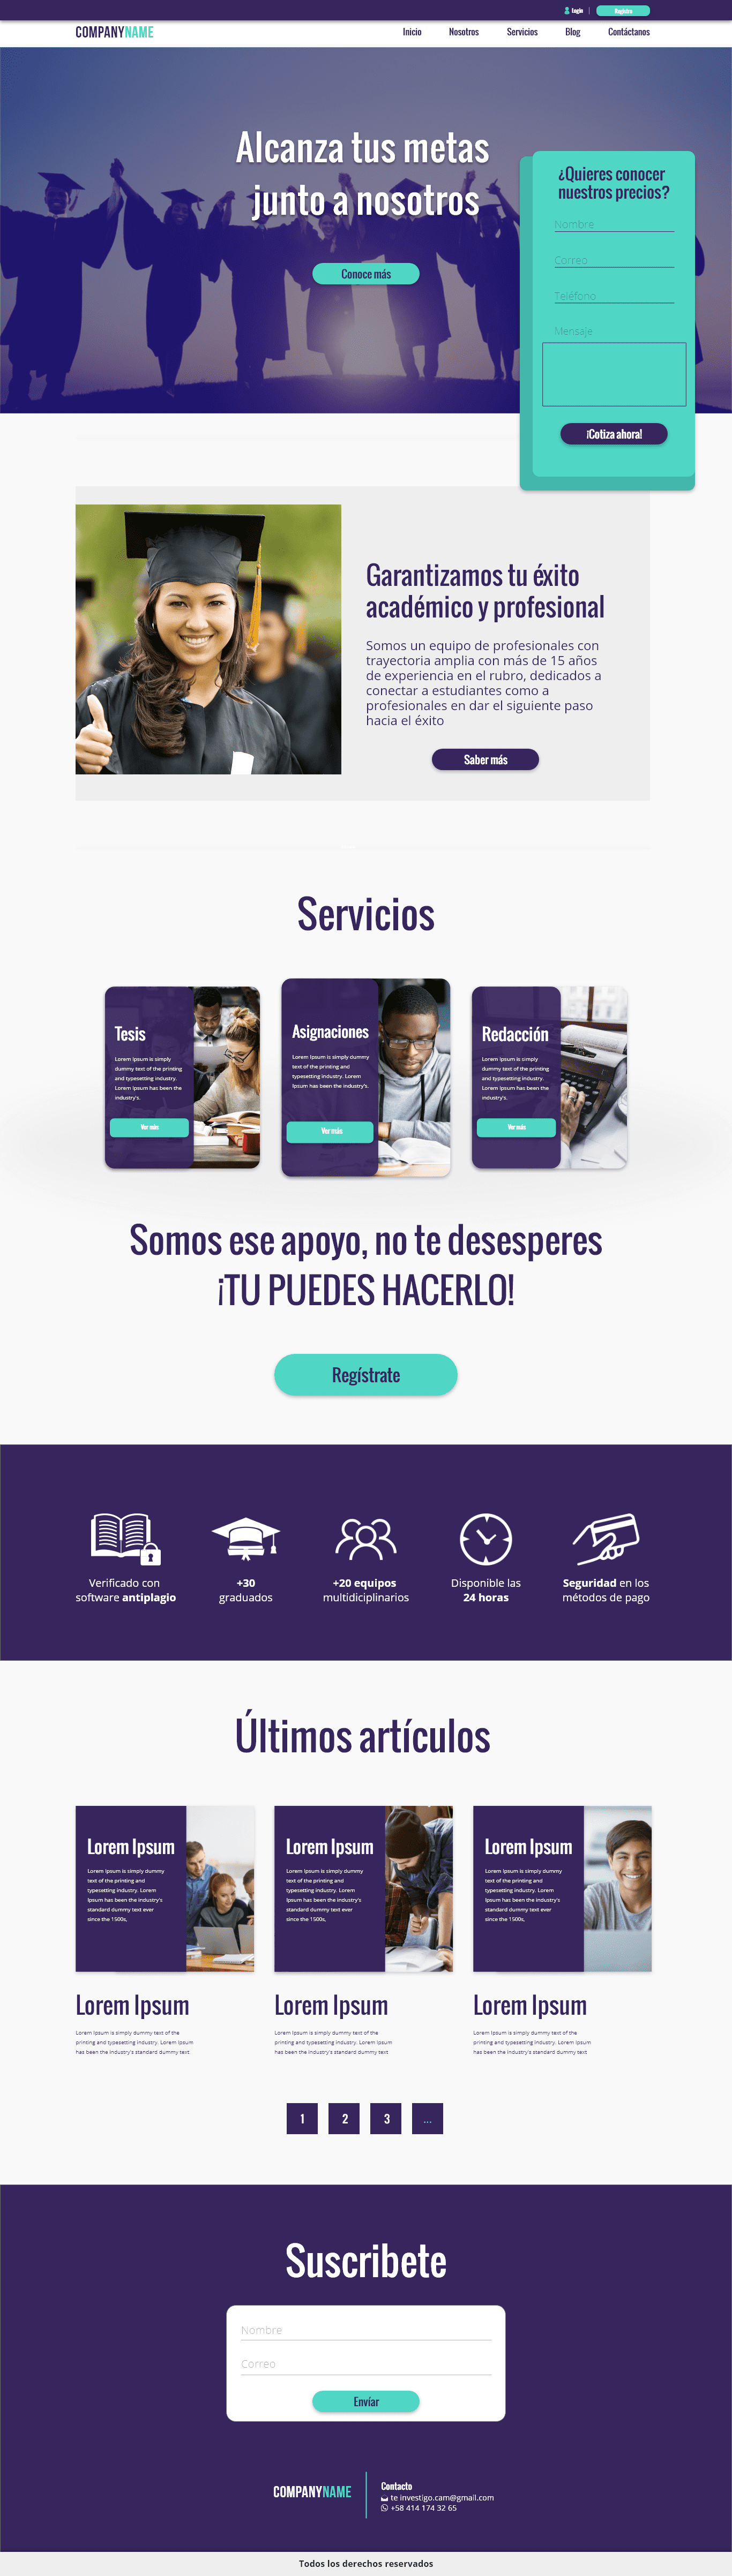 Login | Registro
COMPANYNAME
Inicio Nosotros Servicios Blog Contáctanos
Alcanza tus metas
junto a nosotros
Conoce más
¿Quieres conocer
nuestros precios?
Nombre
Correo
Teléfono
Mensaje
¡Cotiza ahora!
Garantizamos tu éxito
académico y profesional
Somos un equipo de profesionales con
trayectoria amplia con más de 15 años
de experiencia en el rubro, dedicados a
conectar a estudiantes como a
profesionales en dar el siguiente paso
hacia el éxito
Saber más
Servicios
Tesis
Lorem Ipsum is simply
dummy text of the printing
and typesetting industry.
Lorem Ipsum has been the
industry's.
Ver más
Asignaciones
Lorem Ipsum is simply dummy
text of the printing and
typesetting industry. Lorem
Ipsum has been the industry's.
Ver más
Redacción
Lorem Ipsum is simply
dummy text of the printing
and typesetting industry.
Lorem Ipsum has been the
industry's.
Ver más
Somos ese apoyo, no te desesperes
¡TU PUEDES HACERLO!
Regístrate
Verificado con
software antiplagio
+30
graduados
+20 equipos
multidiciplinarios
Disponible las
24 horas
Seguridad en los
métodos de pago
Últimos artículos
Lorem Ipsum
Lorem Ipsum is simply dummy
text of the printing and
typesetting industry. Lorem
Ipsum has been the industry's
standard dummy text ever
since the 1500s,
Lorem Ipsum
Lorem Ipsum is simply dummy
text of the printing and
typesetting industry. Lorem
Ipsum has been the industry's
standard dummy text ever
since the 1500s,
Lorem Ipsum
Lorem Ipsum is simply dummy
text of the printing and
typesetting industry. Lorem
Ipsum has been the industry's
standard dummy text ever
since the 1500s,
Lorem Ipsum
Lorem Ipsum is simply dummy text of the
printing and typesetting industry. Lorem Ipsum
has been the industry's standard dummy text
Lorem Ipsum
Lorem Ipsum is simply dummy text of the
printing and typesetting industry. Lorem Ipsum
has been the industry's standard dummy text
Lorem Ipsum
Lorem Ipsum is simply dummy text of the
printing and typesetting industry. Lorem Ipsum
has been the industry's standard dummy text
1 2 3 ...
Suscribete
Nombre
Correo
Envíar
COMPANYNAME
Contacto
te investigo.cam@gmail.com
+58 414 174 32 65
Todos los derechos reservados